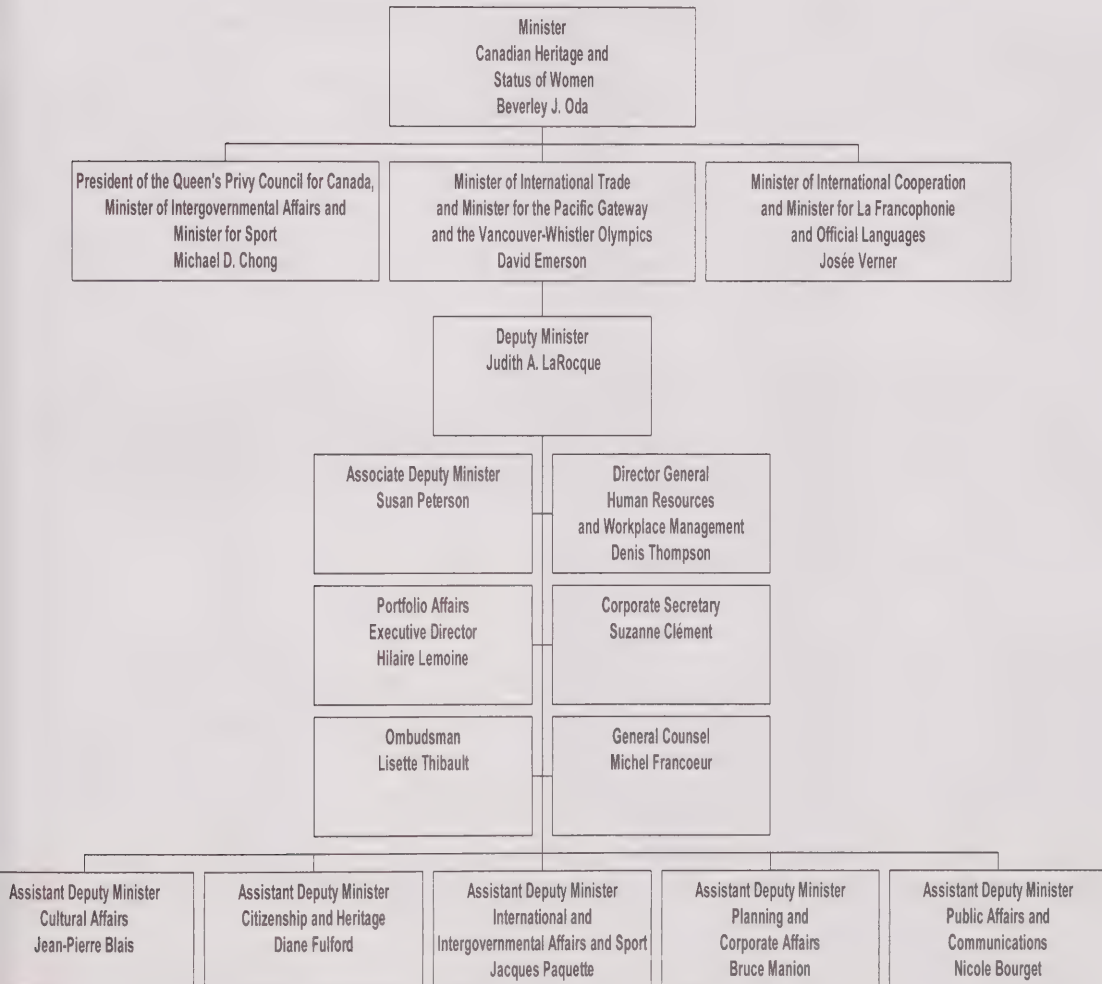 Minister
Canadian Heritage and
Status of Women
Beverley J. Oda
President of the Queen's Privy Council for Canada,
Minister of Intergovernmental Affairs and
Minister for Sport
Michael D. Chong
Minister of International Trade
and Minister for the Pacific Gateway
and the Vancouver-Whistler Olympics
David Emerson
Minister of International Cooperation
and Minister for La Francophonie
and Official Languages
Josée Verner
Deputy Minister
Judith A. LaRocque
Associate Deputy Minister
Susan Peterson
Director General
Human Resources
and Workplace Management
Denis Thompson
Portfolio Affairs
Executive Director
Hilaire Lemoine
Corporate Secretary
Suzanne Clément
Ombudsman
Lisette Thibault
General Counsel
Michel Francoeur
Assistant Deputy Minister
Cultural Affairs
Jean-Pierre Blais
Assistant Deputy Minister
Citizenship and Heritage
Diane Fulford
Assistant Deputy Minister
International and
Intergovernmental Affairs and Sport
Jacques Paquette
Assistant Deputy Minister
Planning and
Corporate Affairs
Bruce Manion
Assistant Deputy Minister
Public Affairs and
Communications
Nicole Bourget